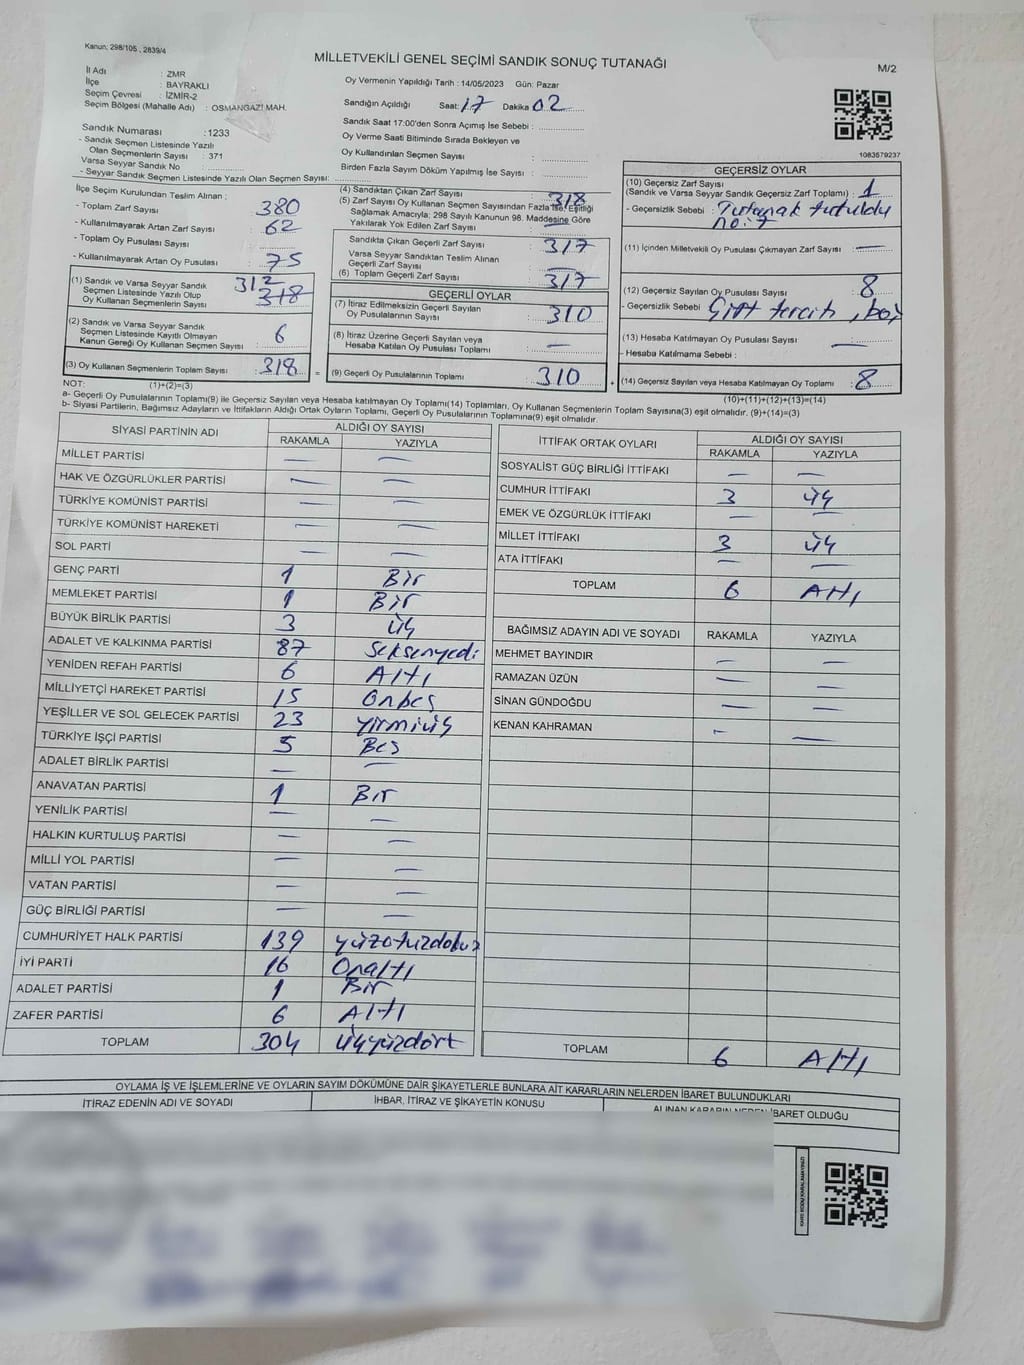 Kanun; 298/105 , 2839/4
MİLLETVEKİLİ GENEL SEÇİMİ SANDIK SONUÇ TUTANAĞI
M/2
İl Adı : ZMR
İlçe : BAYRAKLI
Seçim Çevresi : İZMİR-2
Seçim Bölgesi (Mahalle Adı) : OSMANGAZİ MAH.
Sandık Numarası : 1233
- Sandık Seçmen Listesinde Yazılı
Olan Seçmenlerin Sayısı : 371
Varsa Seyyar Sandık No :
- Seyyar Sandık Seçmen Listesinde Yazılı Olan Seçmen Sayısı:
Oy Vermenin Yapıldığı Tarih : 14/05/2023 Gün: Pazar
Sandığın Açıldığı Saat: 17 Dakika 02
Sandık Saat 17:00'den Sonra Açımış İse Sebebi :
Oy Verme Saati Bitiminde Sırada Bekleyen ve
Oy Kullandırılan Seçmen Sayısı :
Birden Fazla Sayım Döküm Yapılmış İse Sayısı :
1083579237
İlçe Seçim Kurulundan Teslim Alınan ;
- Toplam Zarf Sayısı : 380
- Kullanılmayarak Artan Zarf Sayısı : 62
- Toplam Oy Pusulası Sayısı :
- Kullanılmayarak Artan Oy Pusulası : 75
(1) Sandık ve Varsa Seyyar Sandık
Seçmen Listesinde Yazılı Olup
Oy Kullanan Seçmenlerin Sayısı : 312 318
(2) Sandık ve Varsa Seyyar Sandık
Seçmen Listesinde Kayıtlı Olmayan
Kanun Gereği Oy Kullanan Seçmen Sayısı : 6
(3) Oy Kullanan Seçmenlerin Toplam Sayısı : 318
(4) Sandıktan Çıkan Zarf Sayısı : 318
(5) Zarf Sayısı Oy Kullanan Seçmen Sayısından Fazla İse, Eşitliği
Sağlamak Amacıyla; 298 Sayılı Kanunun 98. Maddesine Göre
Yakılarak Yok Edilen Zarf Sayısı : —
Sandıkta Çıkan Geçerli Zarf Sayısı : 317
Varsa Seyyar Sandıktan Teslim Alınan
Geçerli Zarf Sayısı : —
(6) Toplam Geçerli Zarf Sayısı : 317
GEÇERLİ OYLAR
(7) İtiraz Edilmeksizin Geçerli Sayılan
Oy Pusulalarının Sayısı : 310
(8) İtiraz Üzerine Geçerli Sayılan veya
Hesaba Katılan Oy Pusulası Toplamı : —
= (9) Geçerli Oy Pusulalarının Toplamı : 310 +
GEÇERSİZ OYLAR
(10) Geçersiz Zarf Sayısı
(Sandık ve Varsa Seyyar Sandık Geçersiz Zarf Toplamı) : 1
- Geçersizlik Sebebi : Tutanak tutuldu
no:7
(11) İçinden Milletvekili Oy Pusulası Çıkmayan Zarf Sayısı : —
(12) Geçersiz Sayılan Oy Pusulası Sayısı : 8
- Geçersizlik Sebebi : Çift tercih , boş
(13) Hesaba Katılmayan Oy Pusulası Sayısı : —
- Hesaba Katılmama Sebebi :
(14) Geçersiz Sayılan veya Hesaba Katılmayan Oy Toplamı : 8
NOT: (1)+(2)=(3)
(10)+(11)+(12)+(13)=(14)
a- Geçerli Oy Pusulalarının Toplamı(9) ile Geçersiz Sayılan veya Hesaba Katılmayan Oy Toplamı(14) Toplamları, Oy Kullanan Seçmenlerin Toplam Sayısına(3) eşit olmalıdır. (9)+(14)=(3)
b- Siyasi Partilerin, Bağımsız Adayların ve İttifakların Aldığı Ortak Oyların Toplamı, Geçerli Oy Pusulalarının Toplamına(9) eşit olmalıdır.
SİYASİ PARTİNİN ADI ALDIĞI OY SAYISI
RAKAMLA YAZIYLA
MİLLET PARTİSİ — —
HAK VE ÖZGÜRLÜKLER PARTİSİ — —
TÜRKİYE KOMÜNİST PARTİSİ — —
TÜRKİYE KOMÜNİST HAREKETİ — —
SOL PARTİ — —
GENÇ PARTİ 1 Bir
MEMLEKET PARTİSİ 1 Bir
BÜYÜK BİRLİK PARTİSİ 3 üç
ADALET VE KALKINMA PARTİSİ 87 Seksenyedi
YENİDEN REFAH PARTİSİ 6 Altı
MİLLİYETÇİ HAREKET PARTİSİ 15 Onbeş
YEŞİLLER VE SOL GELECEK PARTİSİ 23 yirmiüç
TÜRKİYE İŞÇİ PARTİSİ 5 Beş
ADALET BİRLİK PARTİSİ — —
ANAVATAN PARTİSİ 1 Bir
YENİLİK PARTİSİ — —
HALKIN KURTULUŞ PARTİSİ — —
MİLLİ YOL PARTİSİ — —
VATAN PARTİSİ — —
GÜÇ BİRLİĞİ PARTİSİ — —
CUMHURİYET HALK PARTİSİ 139 yüzotuzdokuz
İYİ PARTİ 16 Onaltı
ADALET PARTİSİ 1 Bir
ZAFER PARTİSİ 6 Altı
TOPLAM 304 üçyüzdört
İTTİFAK ORTAK OYLARI ALDIĞI OY SAYISI
RAKAMLA YAZIYLA
SOSYALİST GÜÇ BİRLİĞİ İTTİFAKI — —
CUMHUR İTTİFAKI 3 üç
EMEK VE ÖZGÜRLÜK İTTİFAKI — —
MİLLET İTTİFAKI 3 üç
ATA İTTİFAKI — —
TOPLAM 6 Altı
BAĞIMSIZ ADAYIN ADI VE SOYADI RAKAMLA YAZIYLA
MEHMET BAYINDIR — —
RAMAZAN ÜZÜN — —
SİNAN GÜNDOĞDU — —
KENAN KAHRAMAN — —
TOPLAM 6 Altı
OYLAMA İŞ VE İŞLEMLERİNE VE OYLARIN SAYIM DÖKÜMÜNE DAİR ŞİKAYETLERLE BUNLARA AİT KARARLARIN NELERDEN İBARET BULUNDUKLARI
İTİRAZ EDENİN ADI VE SOYADI İHBAR, İTİRAZ VE ŞİKAYETİN KONUSU ALINAN KARARIN NEDEN İBARET OLDUĞU